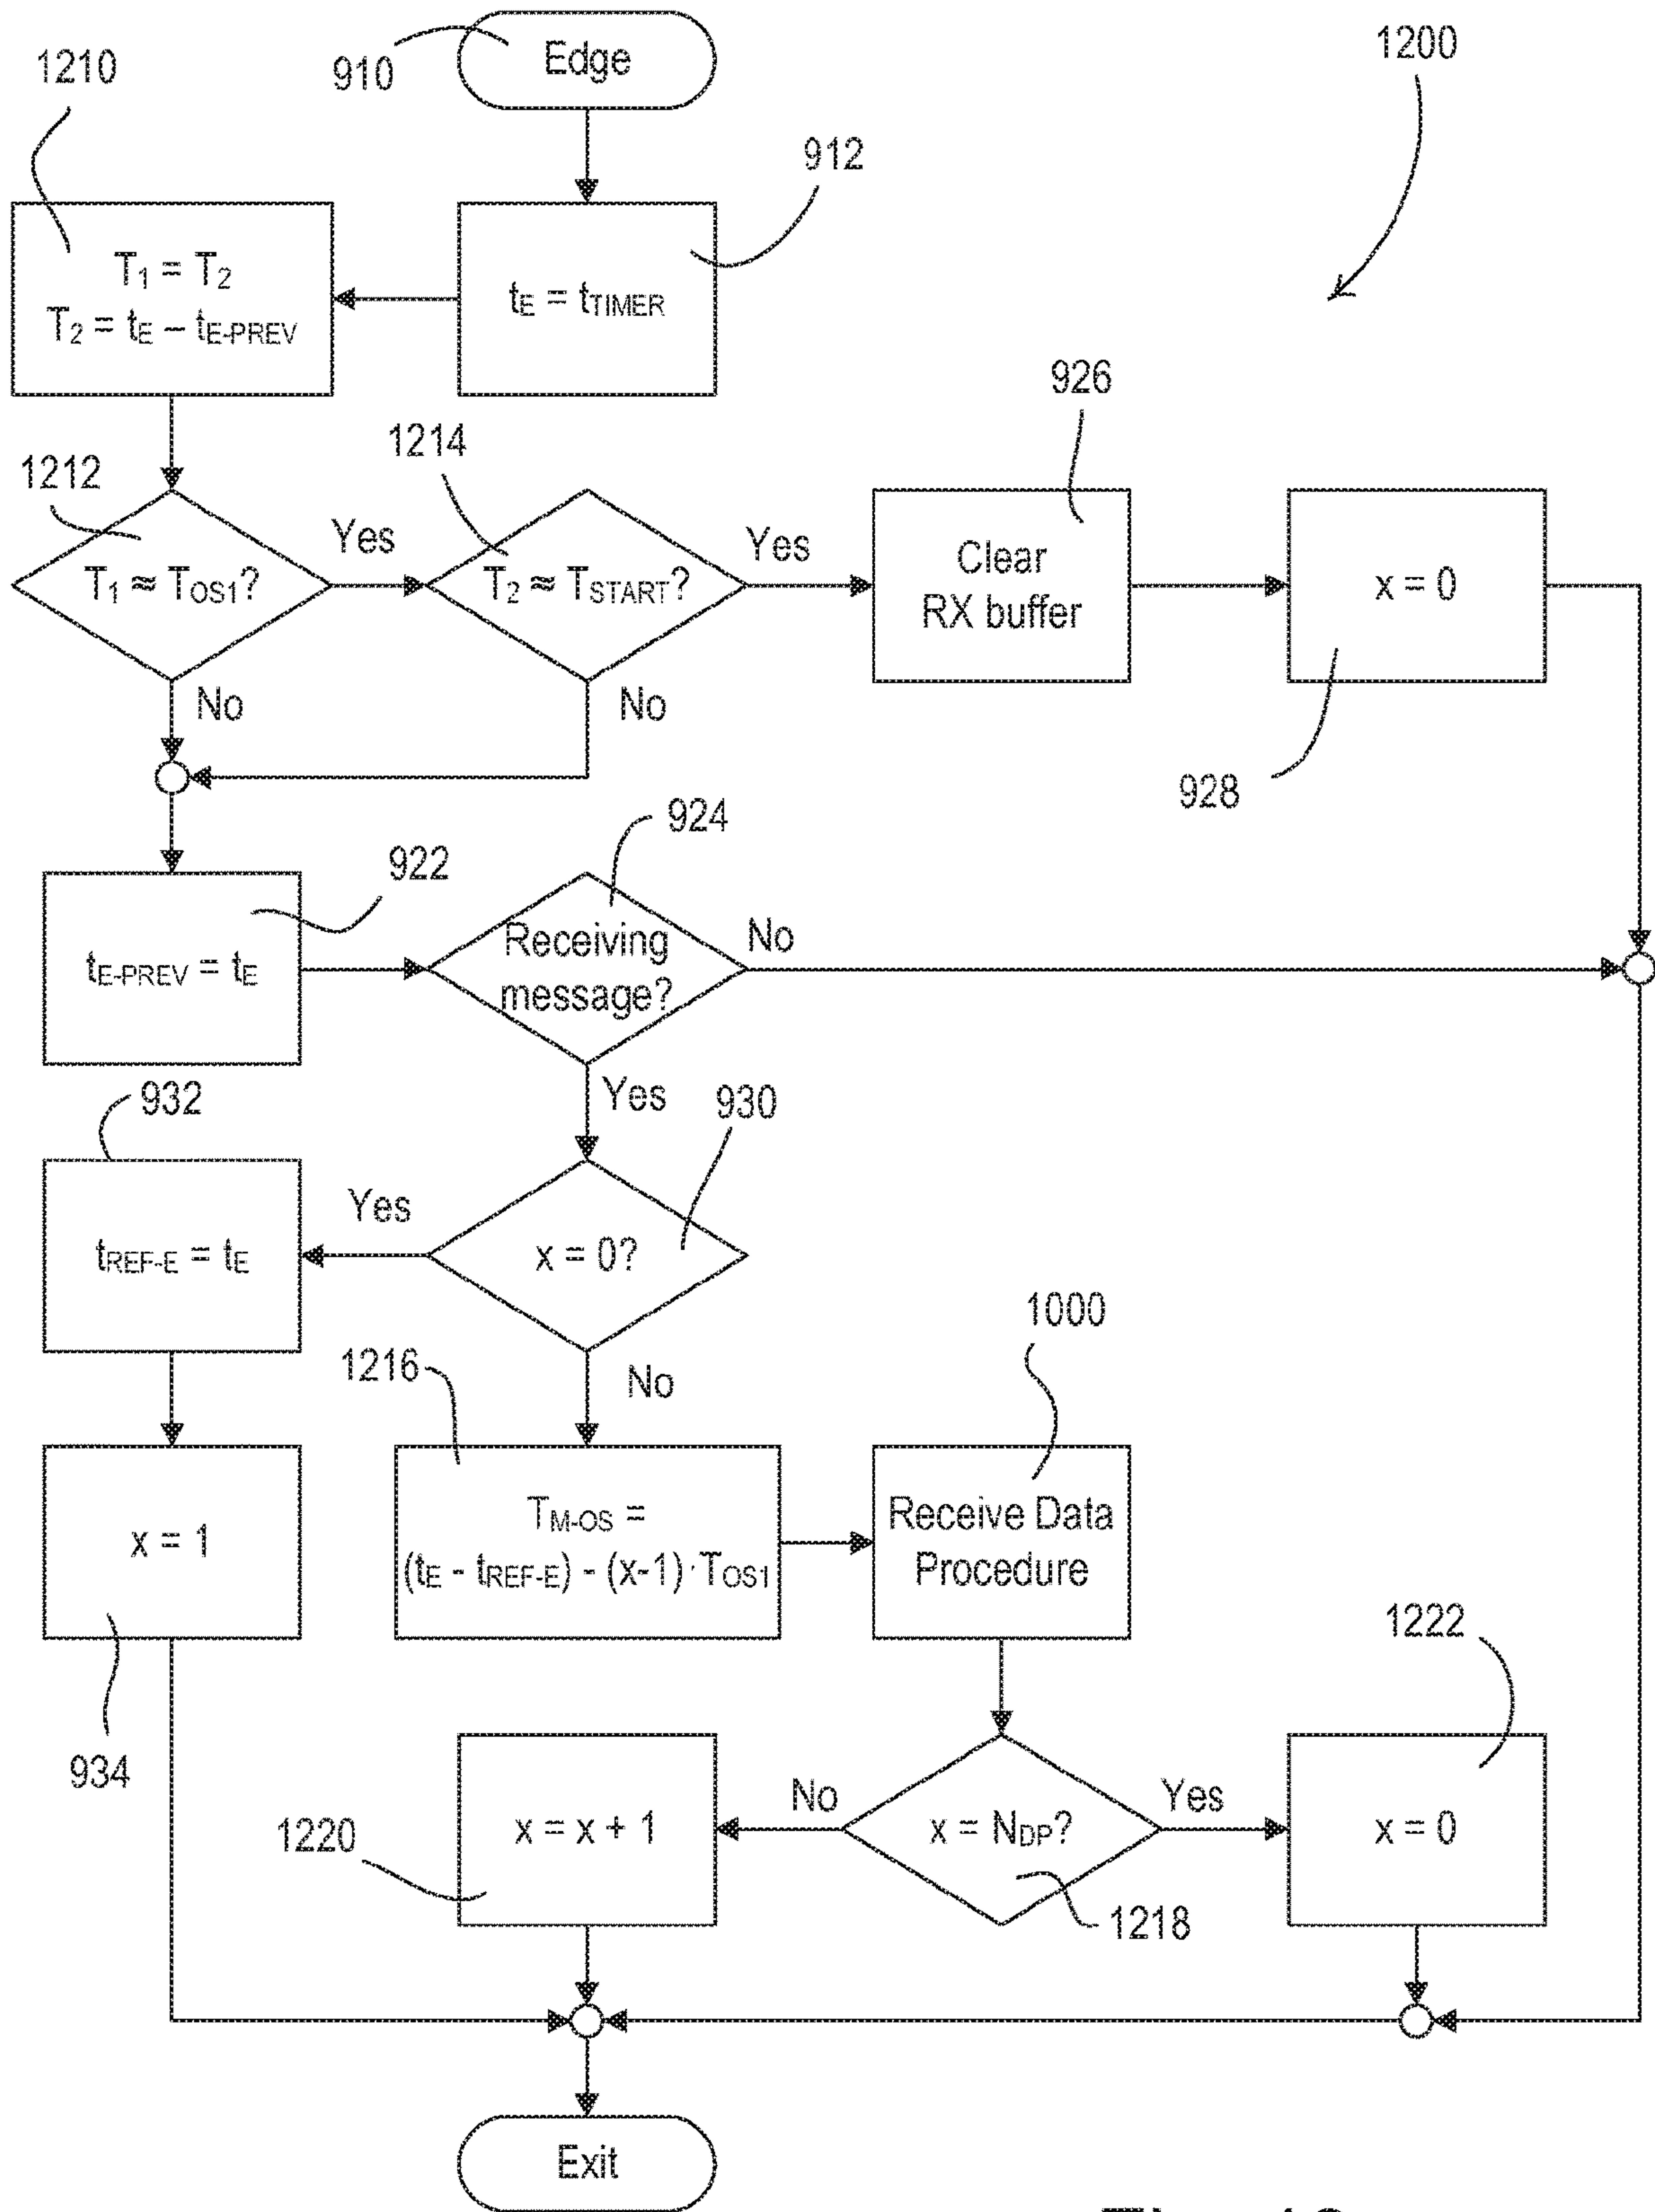 Edge
910
1200
1210
912
T1 = T2
T2 = tE – tE-PREV
tE = tTIMER
926
1214
1212
Yes
Yes
T1 ≈ TOS1?
T2 ≈ TSTART?
Clear
RX buffer
x = 0
No
No
928
924
922
tE-PREV = tE
Receiving
message?
No
Yes
932
930
Yes
tREF-E = tE
x = 0?
1000
1216
No
x = 1
TM-OS =
(tE - tREF-E) - (x-1) · TOS1
Receive Data
Procedure
1222
934
No
Yes
1220
x = x + 1
x = NDP?
x = 0
1218
Exit